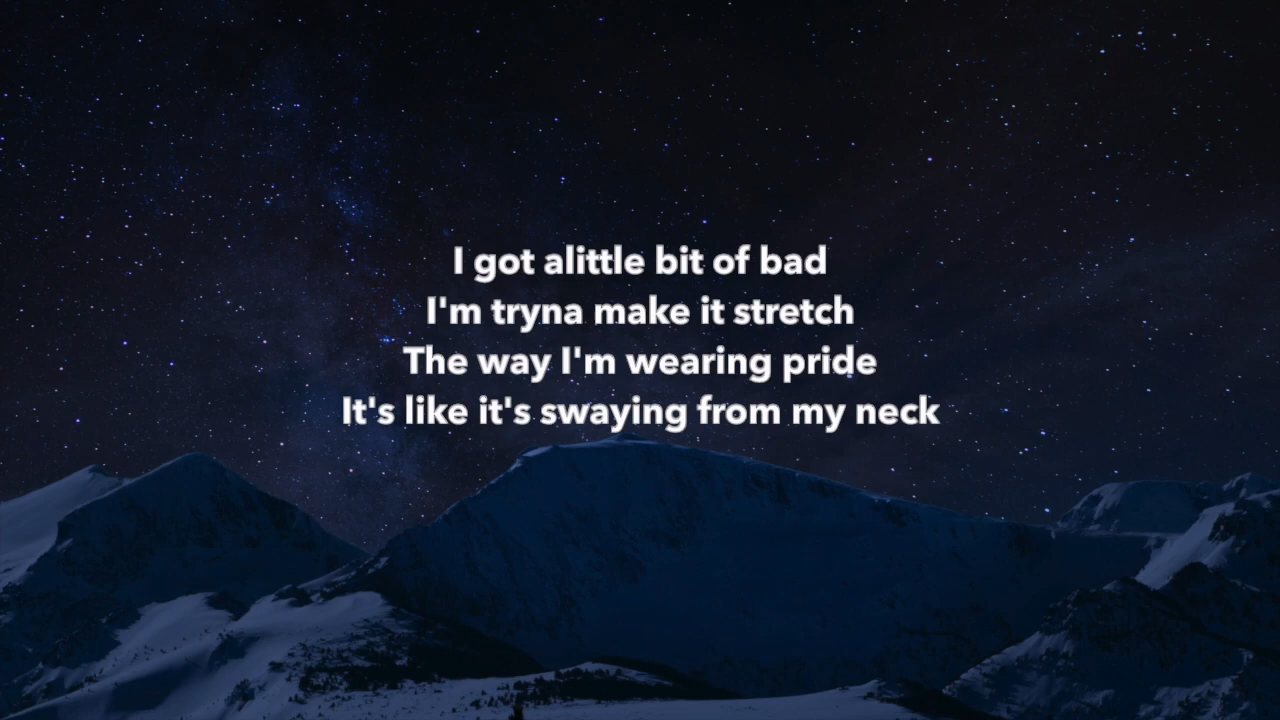 I got alittle bit of bad
I'm tryna make it stretch
The way I'm wearing pride
It's like it's swaying from my neck